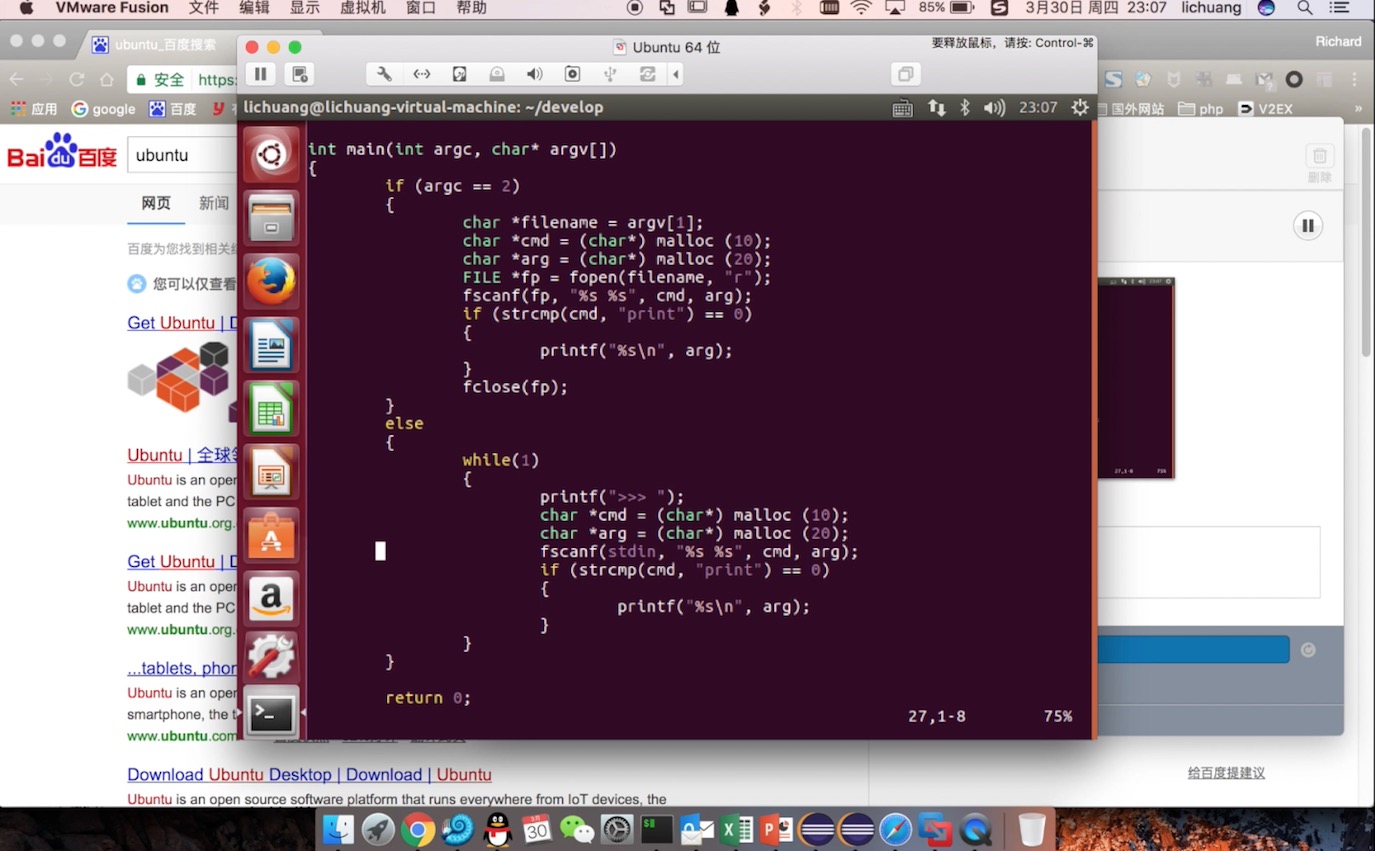 VMware Fusion 文件 编辑 显示 虚拟机 窗口 帮助 85% 3月30日 周四 23:07 lichuang
ubuntu_百度搜索
Richard
Ubuntu 64 位
要释放鼠标，请按: Control-⌘
安全 https:
应用 google 百度
国外网站 php V2EX »
lichuang@lichuang-virtual-machine: ~/develop 23:07
Bai du 百度
ubuntu
删除
网页 新闻
百度为您找到相关
您可以仅查看
Get Ubuntu |
Ubuntu | 全球
Ubuntu is an
tablet and the PC
www.ubuntu.org.
Get Ubuntu |
Ubuntu is an
tablet and the PC
www.ubuntu.org.
...tablets,
Ubuntu is an
smartphone, the
www.ubuntu.com
Download Ubuntu Desktop | Download | Ubuntu
Ubuntu is an open source software platform that runs everywhere from IoT devices, the
int main(int argc, char* argv[])
{
if (argc == 2)
{
char *filename = argv[1];
char *cmd = (char*) malloc (10);
char *arg = (char*) malloc (20);
FILE *fp = fopen(filename, "r");
fscanf(fp, "%s %s", cmd, arg);
if (strcmp(cmd, "print") == 0)
{
printf("%s\n", arg);
}
fclose(fp);
}
else
{
while(1)
{
printf(">>> ");
char *cmd = (char*) malloc (10);
char *arg = (char*) malloc (20);
fscanf(stdin, "%s %s", cmd, arg);
if (strcmp(cmd, "print") == 0)
{
printf("%s\n", arg);
}
}
}
return 0;
27,1-8 75%
27,1-8 75%
给百度提建议
30